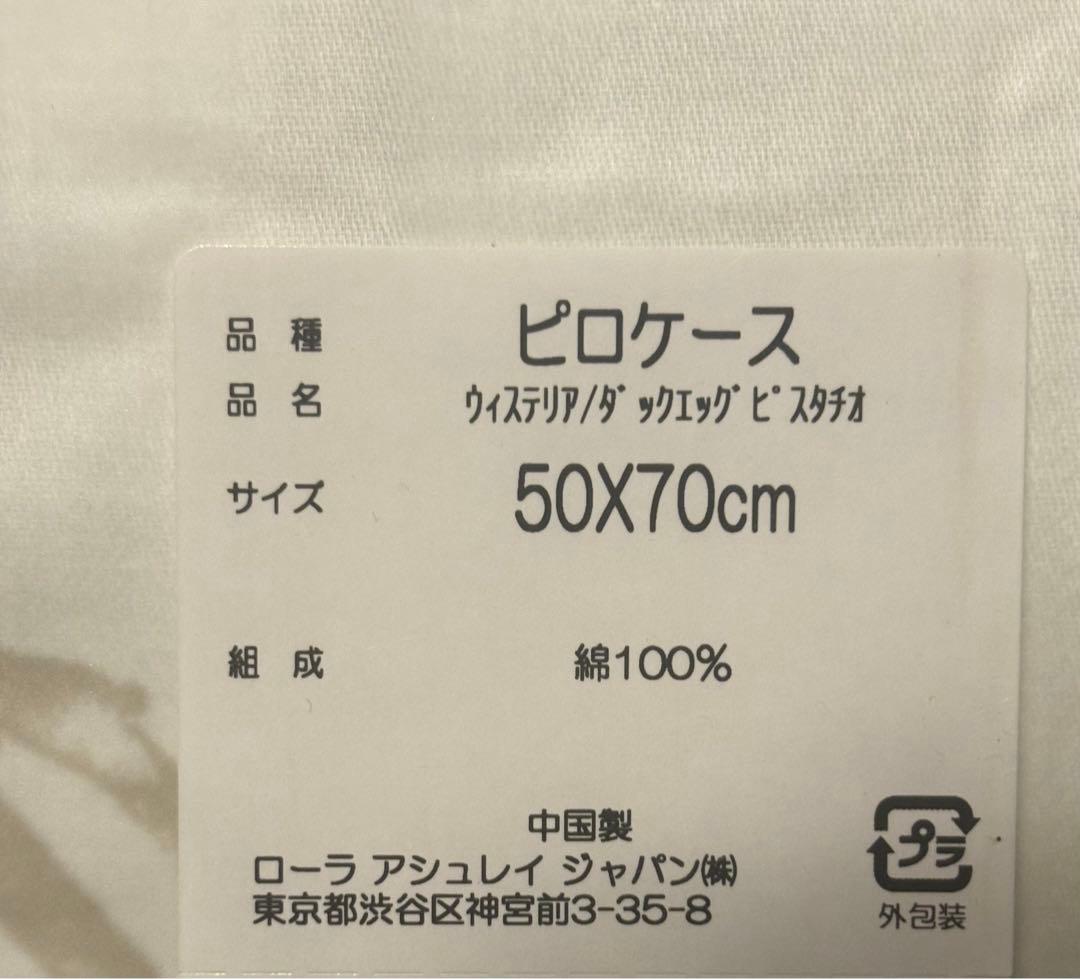 品 種 ピロケース
品 名 ｳｨｽﾃﾘｱ/ﾀﾞｯｸｴｯｸﾞﾋﾟｽﾀﾁｵ
サイズ 50X70cm
組 成 綿100%
中国製
ローラ アシュレイ ジャパン㈱
東京都渋谷区神宮前3-35-8
プラ
外包装